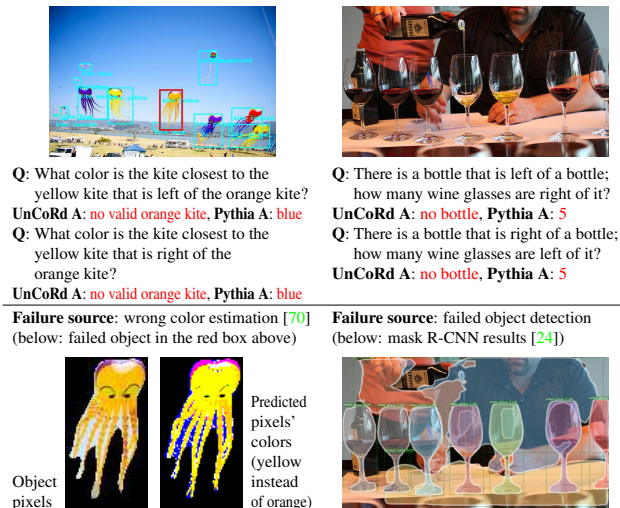 Q: What color is the kite closest to the
yellow kite that is left of the orange kite?
UnCoRd A: no valid orange kite, Pythia A: blue
Q: What color is the kite closest to the
yellow kite that is right of the
orange kite?
UnCoRd A: no valid orange kite, Pythia A: blue
Q: There is a bottle that is left of a bottle;
how many wine glasses are right of it?
UnCoRd A: no bottle, Pythia A: 5
Q: There is a bottle that is right of a bottle;
how many wine glasses are left of it?
UnCoRd A: no bottle, Pythia A: 5
Failure source: wrong color estimation [70]
(below: failed object in the red box above)
Failure source: failed object detection
(below: mask R-CNN results [24])
Object
pixels
Predicted
pixels'
colors
(yellow
instead
of orange)